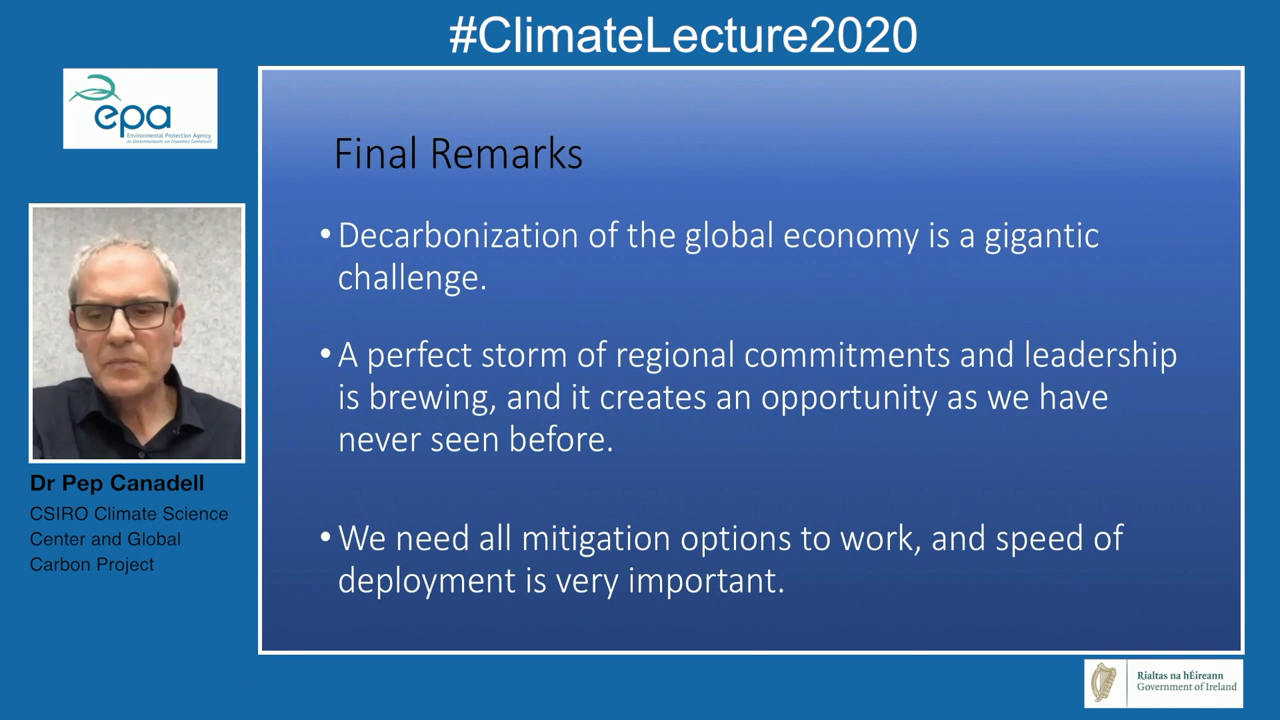 #ClimateLecture2020
epa
Environmental Protection Agency
Final Remarks
• Decarbonization of the global economy is a gigantic
challenge.
• A perfect storm of regional commitments and leadership
is brewing, and it creates an opportunity as we have
never seen before.
• We need all mitigation options to work, and speed of
deployment is very important.
Dr Pep Canadell
CSIRO Climate Science
Center and Global
Carbon Project
Rialtas na hÉireann
Government of Ireland